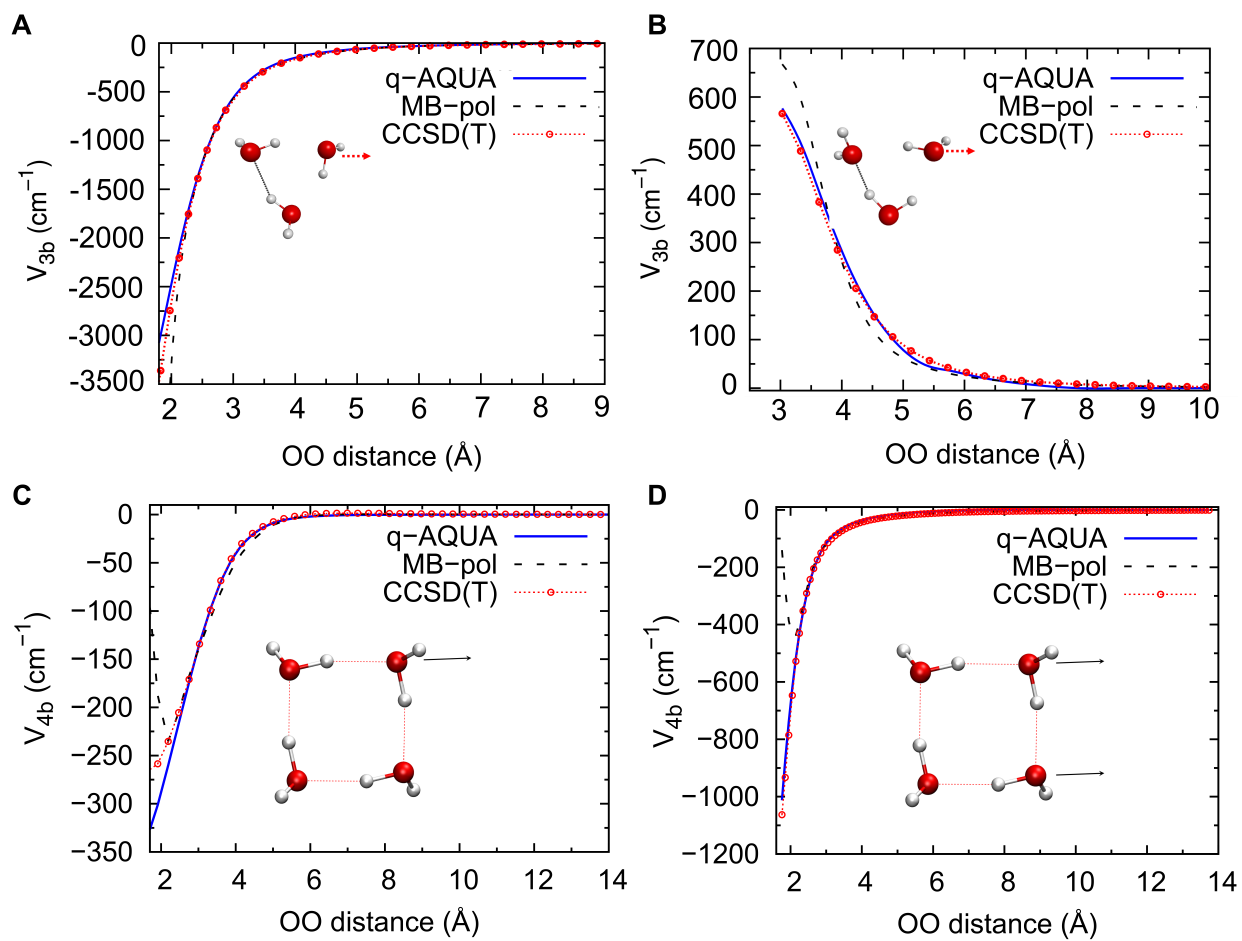 A
0
-500
-1000
-1500
-2000
-2500
-3000
-3500
2 3 4 5 6 7 8 9
V3b (cm−1)
OO distance (Å)
q−AQUA
MB−pol
CCSD(T)
B
700
600
500
400
300
200
100
0
3 4 5 6 7 8 9 10
V3b (cm−1)
OO distance (Å)
q−AQUA
MB−pol
CCSD(T)
C
0
−50
−100
−150
−200
−250
−300
−350
2 4 6 8 10 12 14
V4b (cm−1)
OO distance (Å)
q−AQUA
MB−pol
CCSD(T)
D
0
−200
−400
−600
−800
−1000
−1200
2 4 6 8 10 12 14
V4b (cm−1)
OO distance (Å)
q−AQUA
MB−pol
CCSD(T)